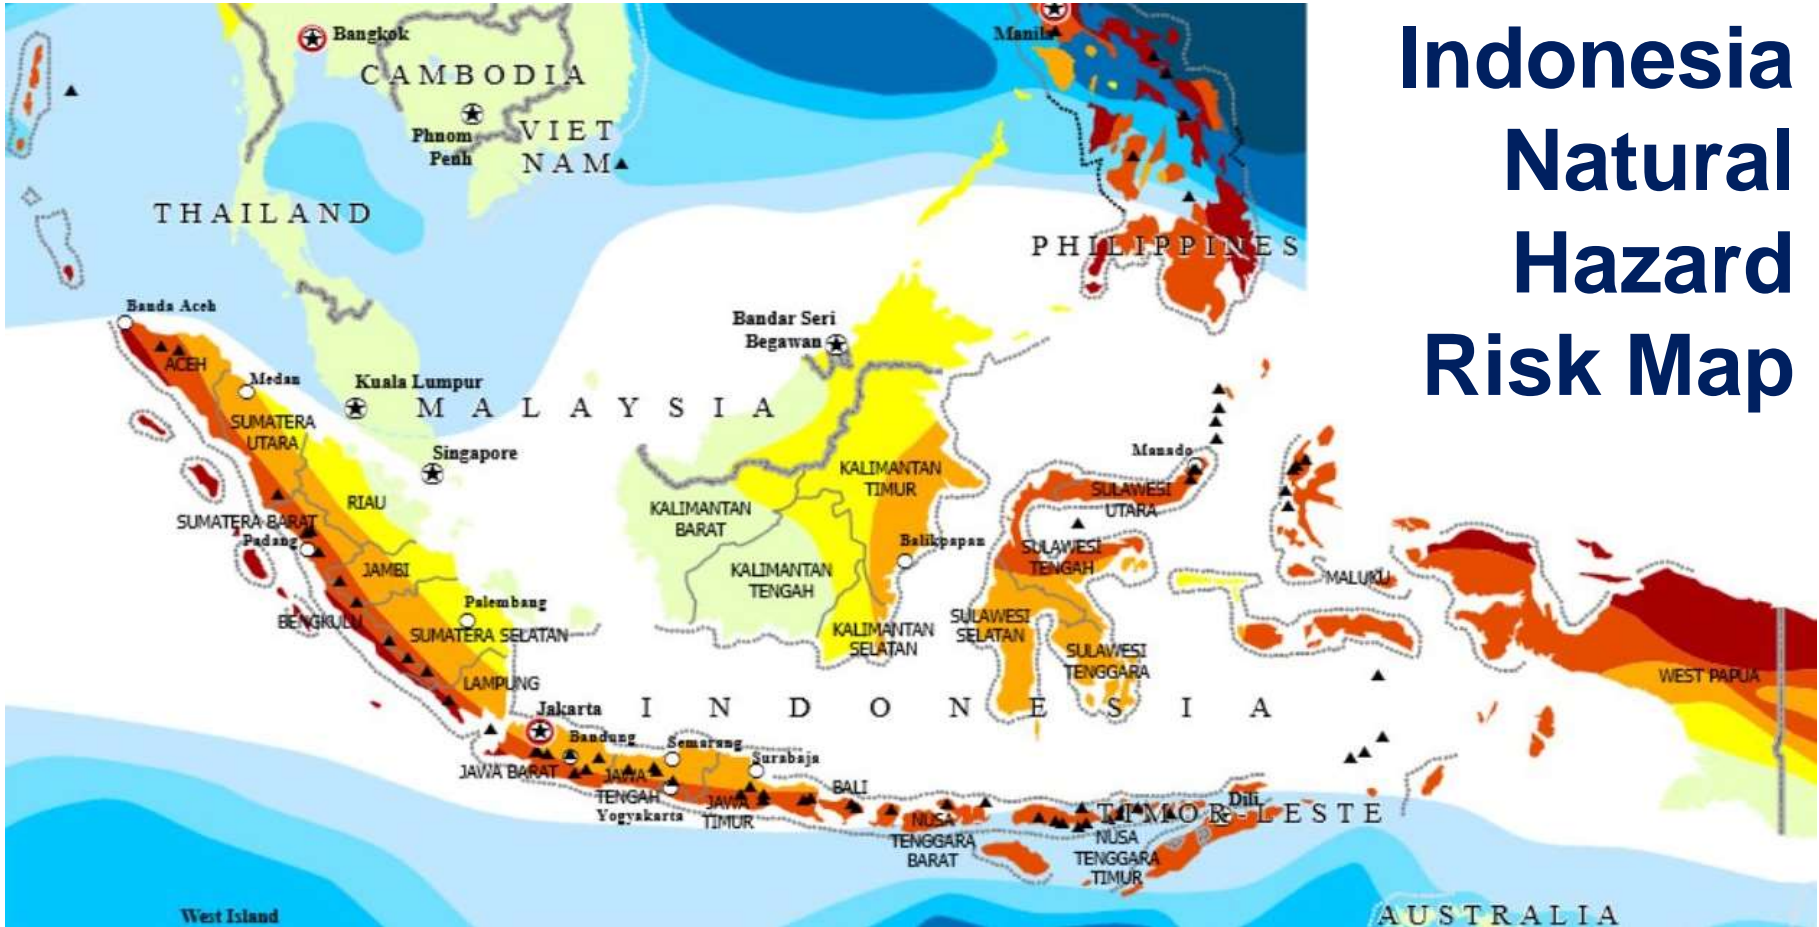 Indonesia
Natural
Hazard
Risk Map
Bangkok
CAMBODIA
Phnom
Penh
VIET
NAM
Manila
THAILAND
PHILIPPINES
Banda Aceh
ACEH
Medan
Kuala Lumpur
MALAYSIA
Bandar Seri
Begawan
SUMATERA
UTARA
Singapore
RIAU
SUMATERA BARAT
Padang
JAMBI
BENGKULU
Palembang
SUMATERA SELATAN
LAMPUNG
KALIMANTAN
BARAT
KALIMANTAN
TIMUR
KALIMANTAN
TENGAH
Balikpapan
KALIMANTAN
SELATAN
Manado
SULAWESI
UTARA
SULAWESI
TENGAH
SULAWESI
SELATAN
SULAWESI
TENGGARA
MALUKU
WEST PAPUA
INDONESIA
Jakarta
Bandung
Semarang
Surabaja
JAWA BARAT
JAWA
TENGAH
Yogyakarta
JAWA
TIMUR
BALI
NUSA
TENGGARA
BARAT
Dili
TIMOR-LESTE
NUSA
TENGGARA
TIMUR
West Island
AUSTRALIA